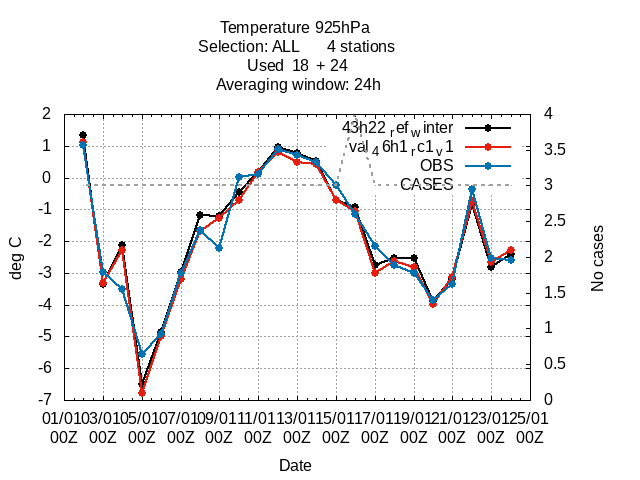 Temperature 925hPa
Selection: ALL 4 stations
Used 18 + 24
Averaging window: 24h
43h22_ref_winter
val_46h1_rc1_v1
OBS
CASES
2
1
0
-1
-2
-3
-4
-5
-6
-7
deg C
4
3.5
3
2.5
2
1.5
1
0.5
0
No cases
01/01 03/01 05/01 07/01 09/01 11/01 13/01 15/01 17/01 19/01 21/01 23/01 25/01
00Z 00Z 00Z 00Z 00Z 00Z 00Z 00Z 00Z 00Z 00Z 00Z 00Z
Date